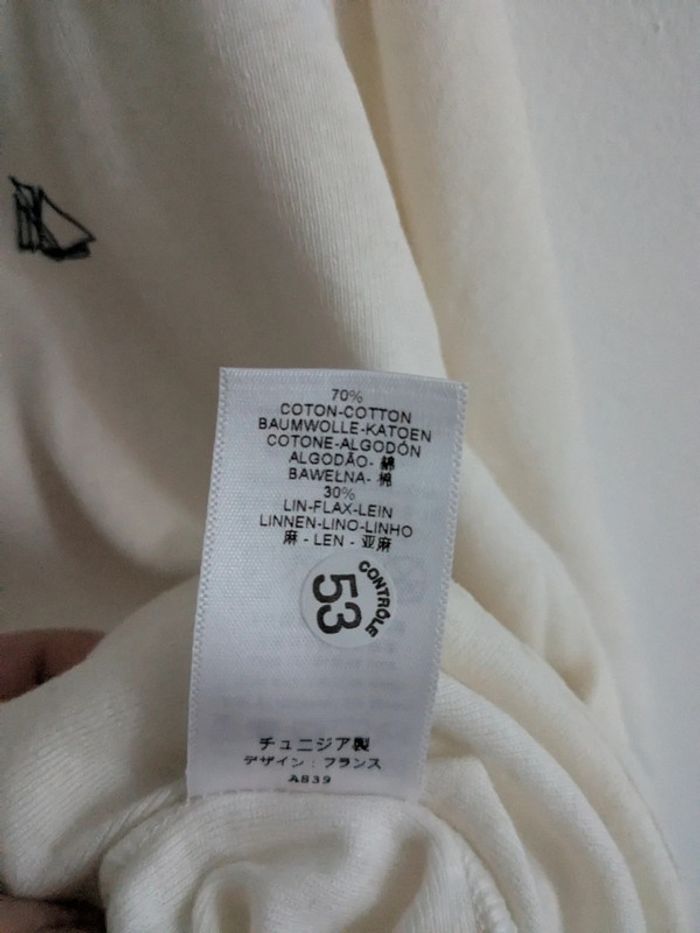 70%
COTON-COTTON
BAUMWOLLE-KATOEN
COTONE-ALGODÓN
ALGODÃO- 綿
BAWEŁNA- 棉
30%
LIN-FLAX-LEIN
LINNEN-LINO-LINHO
麻 - LEN - 亚麻
CONTROLE
53
チュニジア製
デザイン：フランス
A839